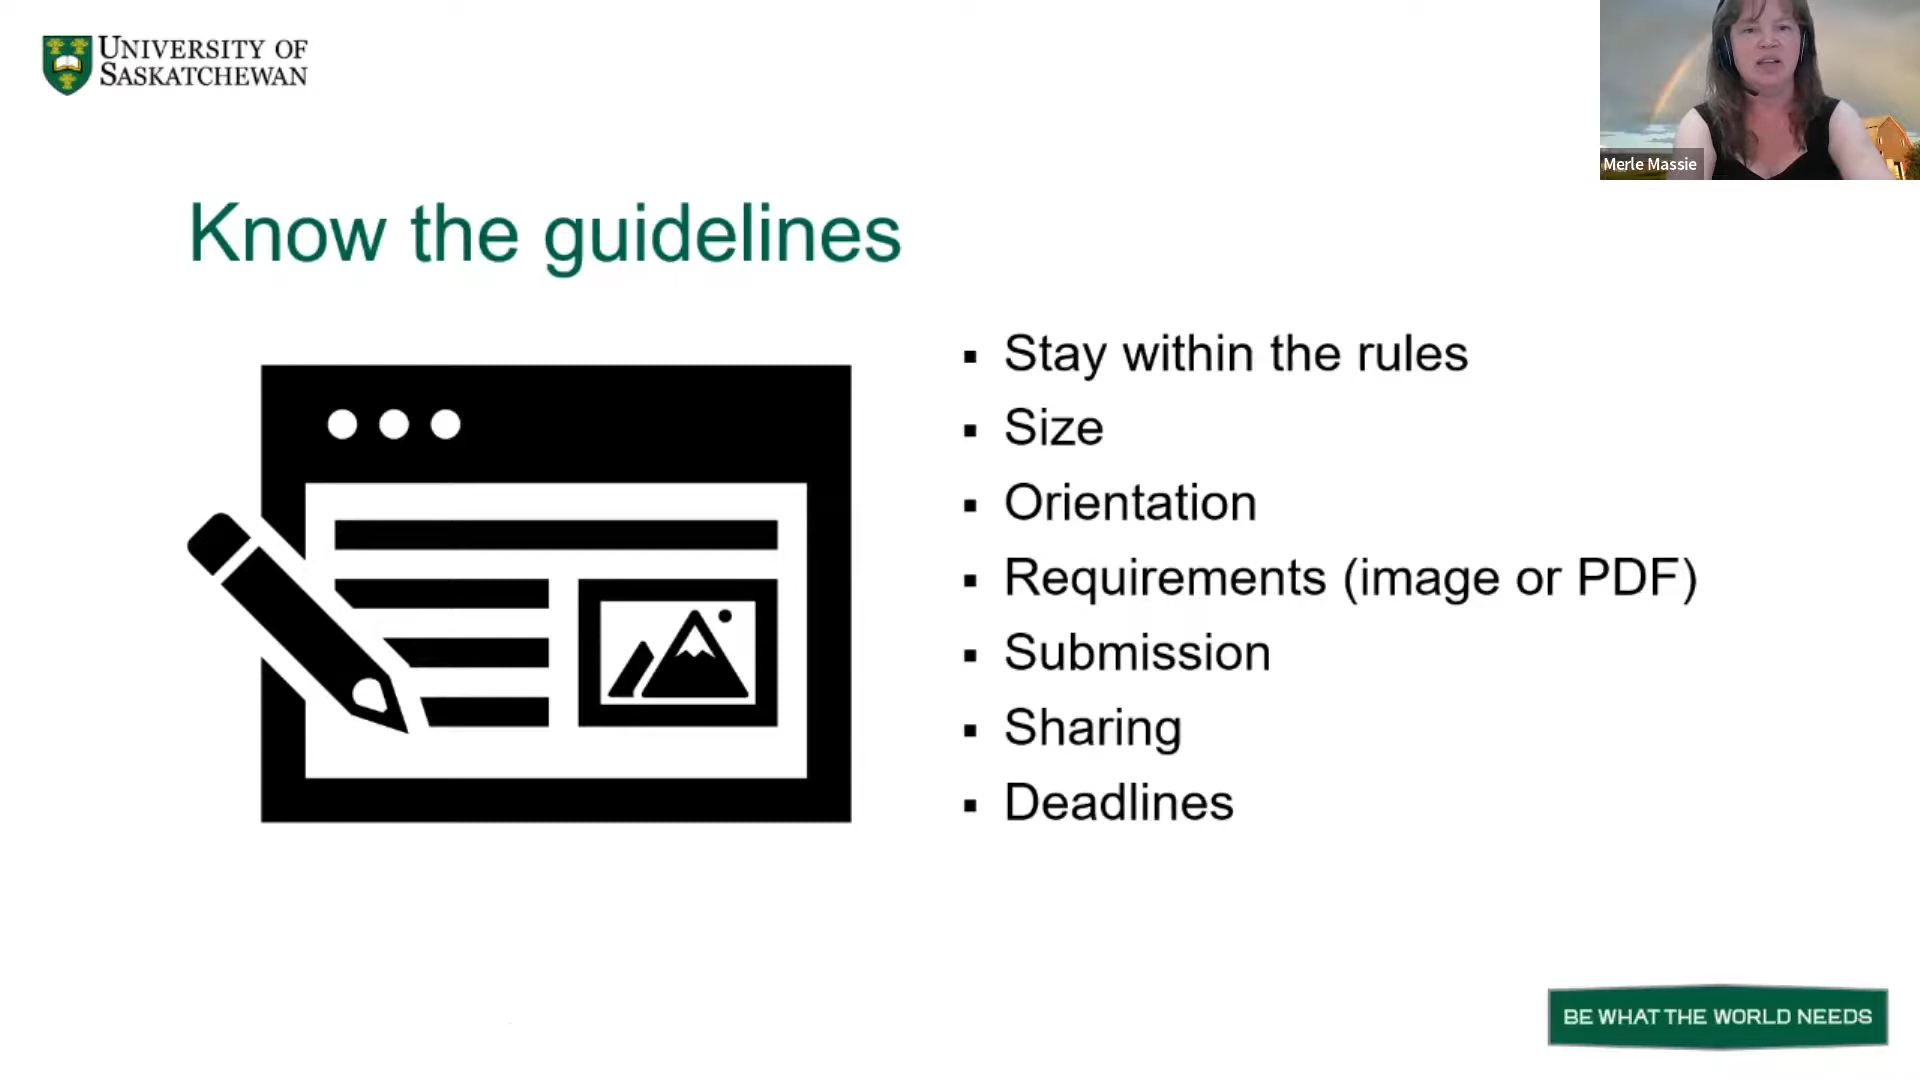 UNIVERSITY OF
SASKATCHEWAN
Merle Massie
Know the guidelines
▪ Stay within the rules
▪ Size
▪ Orientation
▪ Requirements (image or PDF)
▪ Submission
▪ Sharing
▪ Deadlines
BE WHAT THE WORLD NEEDS